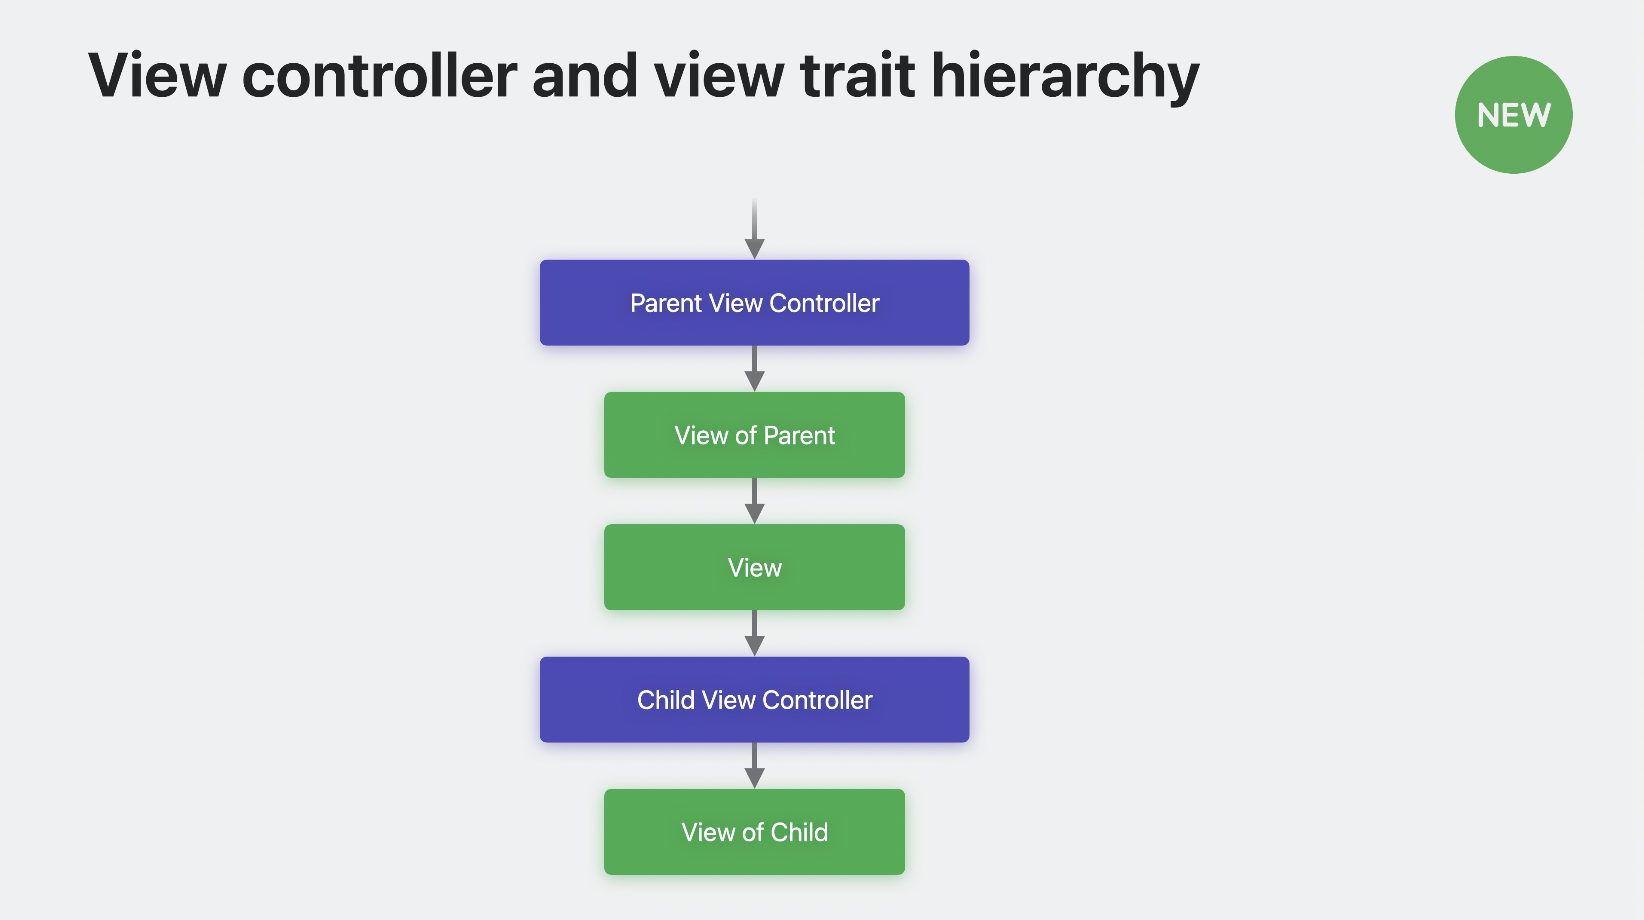 View controller and view trait hierarchy
NEW
Parent View Controller
View of Parent
View
Child View Controller
View of Child